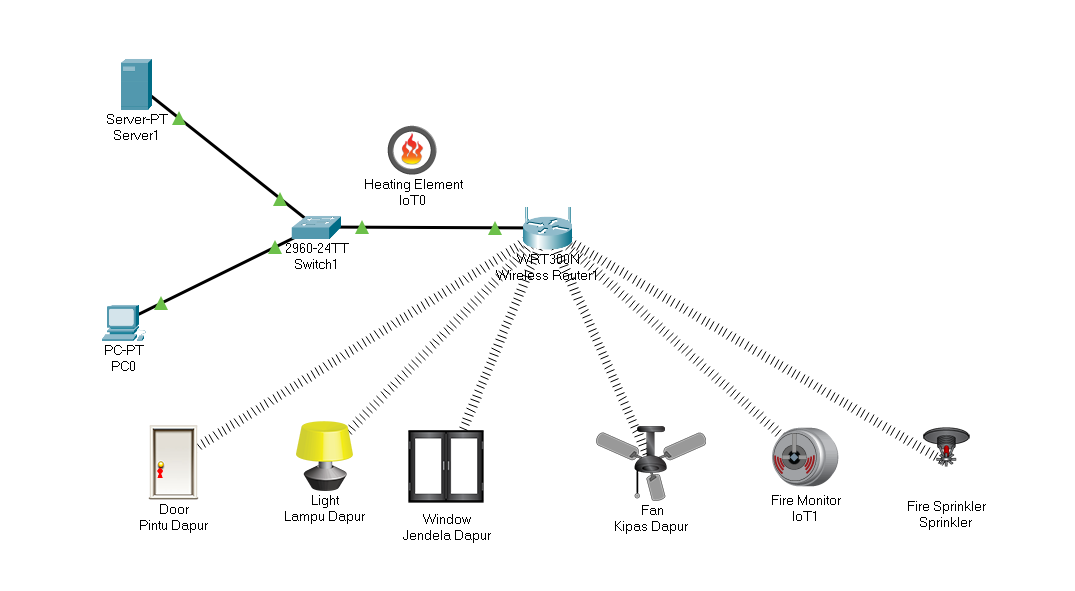 Server-PT
Server1
Heating Element
IoT0
2960-24TT
Switch1
WRT300N
Wireless Router1
PC-PT
PC0
Door
Pintu Dapur
Light
Lampu Dapur
Window
Jendela Dapur
Fan
Kipas Dapur
Fire Monitor
IoT1
Fire Sprinkler
Sprinkler